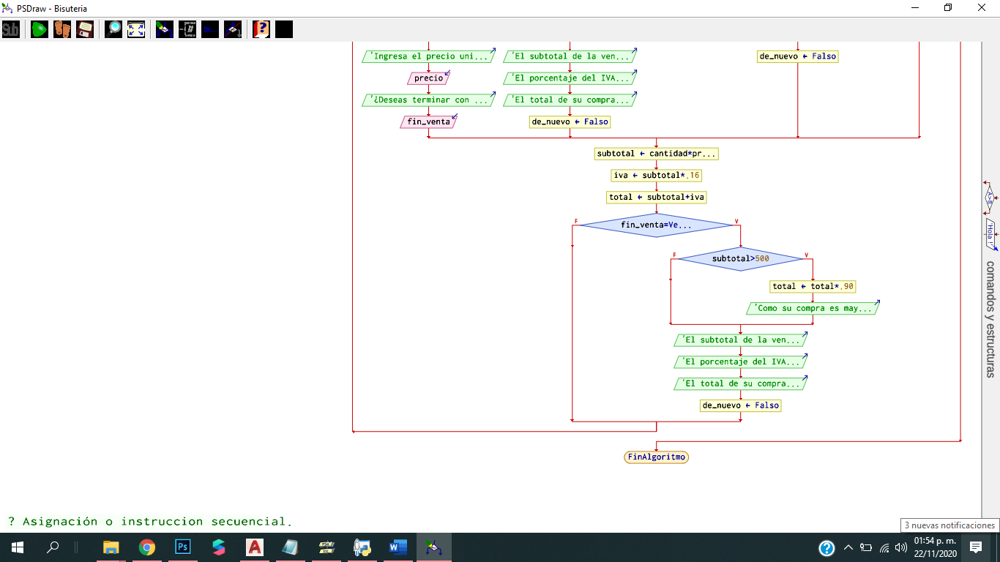 PSDraw - Bisuteria
Sub
'Ingresa el precio uni...
'El subtotal de la ven...
de_nuevo ← Falso
precio
'El porcentaje del IVA...
'¿Deseas terminar con ...
'El total de su compra...
fin_venta
de_nuevo ← Falso
subtotal ← cantidad*pr...
iva ← subtotal*.16
total ← subtotal+iva
F
fin_venta=Ve...
V
F
subtotal>500
V
total ← total*.90
'Como su compra es may...
'El subtotal de la ven...
'El porcentaje del IVA...
'El total de su compra...
de_nuevo ← Falso
FinAlgoritmo
A>B
'Hola !'
comandos y estructuras
? Asignación o instruccion secuencial.
3 nuevas notificaciones
Ps
A
W
01:54 p. m.
22/11/2020